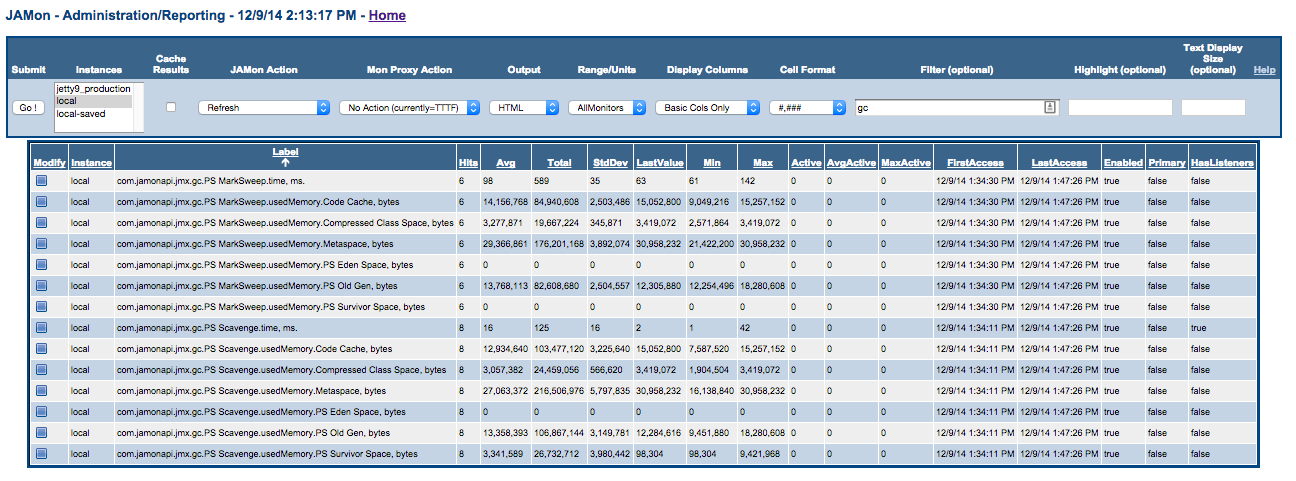 JAMon - Administration/Reporting - 12/9/14 2:13:17 PM - Home
Submit Instances Cache Results JAMon Action Mon Proxy Action Output Range/Units Display Columns Cell Format Filter (optional) Highlight (optional) Text Display Size (optional) Help
jetty9_production
Go ! local Refresh No Action (currently=TTTF) HTML AllMonitors Basic Cols Only #,### gc
local-saved
Modify Instance Label Hits Avg Total StdDev LastValue Min Max Active AvgActive MaxActive FirstAccess LastAccess Enabled Primary HasListeners
local com.jamonapi.jmx.gc.PS MarkSweep.time, ms. 6 98 589 35 63 61 142 0 0 0 12/9/14 1:34:30 PM 12/9/14 1:47:26 PM true false false
local com.jamonapi.jmx.gc.PS MarkSweep.usedMemory.Code Cache, bytes 6 14,156,768 84,940,608 2,503,486 15,052,800 9,049,216 15,257,152 0 0 0 12/9/14 1:34:30 PM 12/9/14 1:47:26 PM true false false
local com.jamonapi.jmx.gc.PS MarkSweep.usedMemory.Compressed Class Space, bytes 6 3,277,871 19,667,224 345,871 3,419,072 2,571,864 3,419,072 0 0 0 12/9/14 1:34:30 PM 12/9/14 1:47:26 PM true false false
local com.jamonapi.jmx.gc.PS MarkSweep.usedMemory.Metaspace, bytes 6 29,366,861 176,201,168 3,892,074 30,958,232 21,422,200 30,958,232 0 0 0 12/9/14 1:34:30 PM 12/9/14 1:47:26 PM true false false
local com.jamonapi.jmx.gc.PS MarkSweep.usedMemory.PS Eden Space, bytes 6 0 0 0 0 0 0 0 0 0 12/9/14 1:34:30 PM 12/9/14 1:47:26 PM true false false
local com.jamonapi.jmx.gc.PS MarkSweep.usedMemory.PS Old Gen, bytes 6 13,768,113 82,608,680 2,504,557 12,305,880 12,254,496 18,280,608 0 0 0 12/9/14 1:34:30 PM 12/9/14 1:47:26 PM true false false
local com.jamonapi.jmx.gc.PS MarkSweep.usedMemory.PS Survivor Space, bytes 6 0 0 0 0 0 0 0 0 0 12/9/14 1:34:30 PM 12/9/14 1:47:26 PM true false false
local com.jamonapi.jmx.gc.PS Scavenge.time, ms. 8 16 125 16 2 1 42 0 0 0 12/9/14 1:34:11 PM 12/9/14 1:47:26 PM true false true
local com.jamonapi.jmx.gc.PS Scavenge.usedMemory.Code Cache, bytes 8 12,934,640 103,477,120 3,225,640 15,052,800 7,587,520 15,257,152 0 0 0 12/9/14 1:34:11 PM 12/9/14 1:47:26 PM true false false
local com.jamonapi.jmx.gc.PS Scavenge.usedMemory.Compressed Class Space, bytes 8 3,057,382 24,459,056 566,620 3,419,072 1,904,504 3,419,072 0 0 0 12/9/14 1:34:11 PM 12/9/14 1:47:26 PM true false false
local com.jamonapi.jmx.gc.PS Scavenge.usedMemory.Metaspace, bytes 8 27,063,372 216,506,976 5,797,835 30,958,232 16,138,840 30,958,232 0 0 0 12/9/14 1:34:11 PM 12/9/14 1:47:26 PM true false false
local com.jamonapi.jmx.gc.PS Scavenge.usedMemory.PS Eden Space, bytes 8 0 0 0 0 0 0 0 0 0 12/9/14 1:34:11 PM 12/9/14 1:47:26 PM true false false
local com.jamonapi.jmx.gc.PS Scavenge.usedMemory.PS Old Gen, bytes 8 13,358,393 106,867,144 3,149,781 12,284,616 9,451,880 18,280,608 0 0 0 12/9/14 1:34:11 PM 12/9/14 1:47:26 PM true false false
local com.jamonapi.jmx.gc.PS Scavenge.usedMemory.PS Survivor Space, bytes 8 3,341,589 26,732,712 3,980,442 98,304 98,304 9,421,968 0 0 0 12/9/14 1:34:11 PM 12/9/14 1:47:26 PM true false false